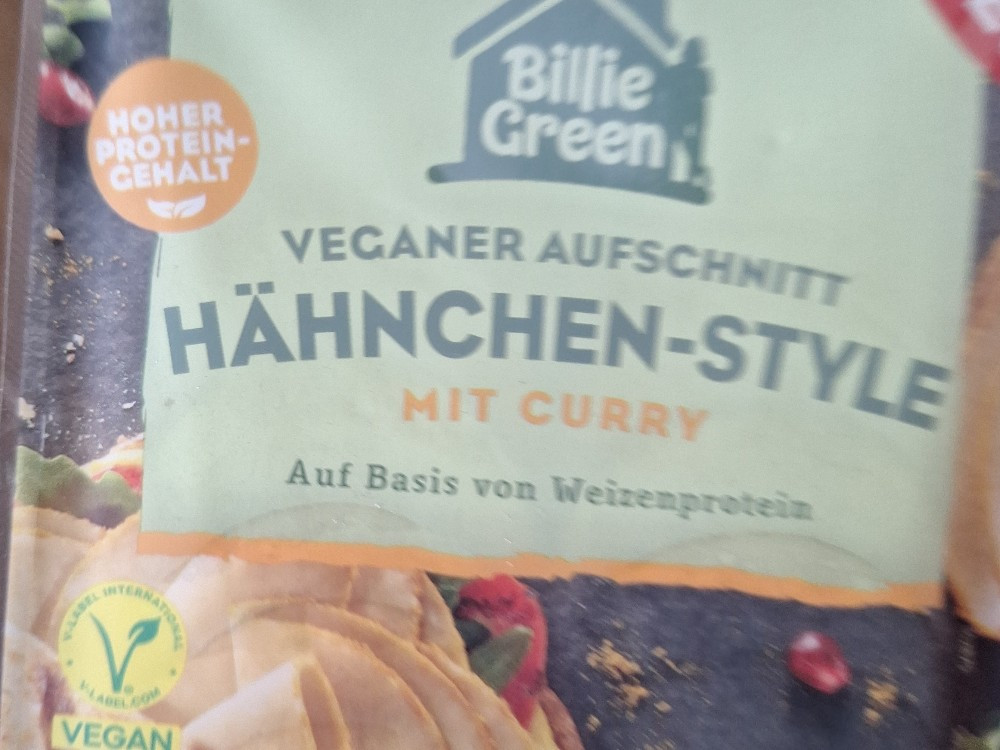 Billie
Green
HOHER
PROTEIN-
GEHALT
VEGANER AUFSCHNITT
HÄHNCHEN-STYLE
MIT CURRY
Auf Basis von Weizenprotein
V-LABEL INTERNATIONAL
V-LABEL.COM
VEGAN